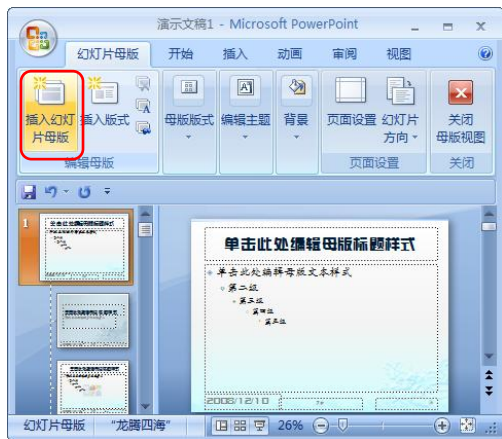 演示文稿1 - Microsoft PowerPoint
幻灯片母版 开始 插入 动画 审阅 视图
插入幻灯片母版 插入版式 母版版式 编辑主题 背景 页面设置 幻灯片方向 关闭母版视图
编辑母版 页面设置 关闭
1
单击此处编辑母版标题样式
单击此处编辑母版文本样式
第二级
第三级
第四级
第五级
2008/12/10
幻灯片母版 "龙腾四海" 26%